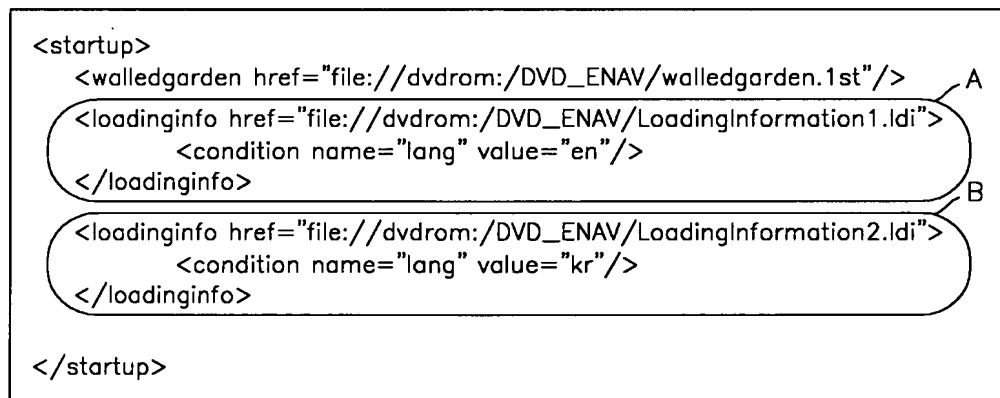 <startup>
<walledgarden href="file://dvdrom:/DVD_ENAV/walledgarden.1st"/>
A
<loadinginfo href="file://dvdrom:/DVD_ENAV/LoadingInformation1.ldi">
<condition name="lang" value="en"/>
</loadinginfo>
B
<loadinginfo href="file://dvdrom:/DVD_ENAV/LoadingInformation2.ldi">
<condition name="lang" value="kr"/>
</loadinginfo>
</startup>